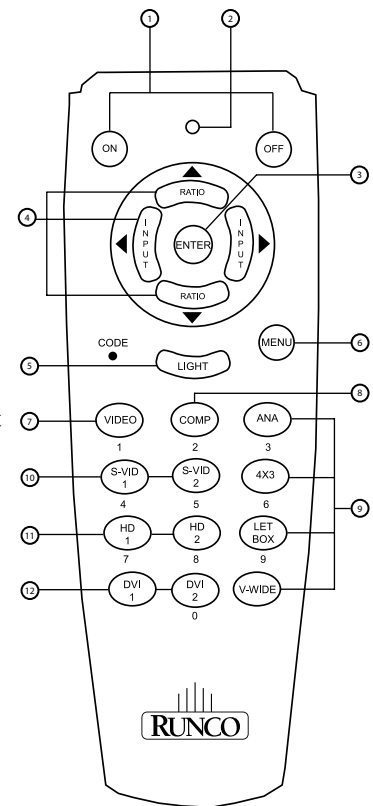 1
2
ON
OFF
3
RATIO
4
INPUT
ENTER
INPUT
RATIO
CODE
MENU
6
5
LIGHT
8
7
VIDEO
COMP
ANA
1
2
3
10
S-VID 1
S-VID 2
4X3
4
5
6
9
11
HD 1
HD 2
LET BOX
7
8
9
12
DVI 1
DVI 2
V-WIDE
0
RUNCO